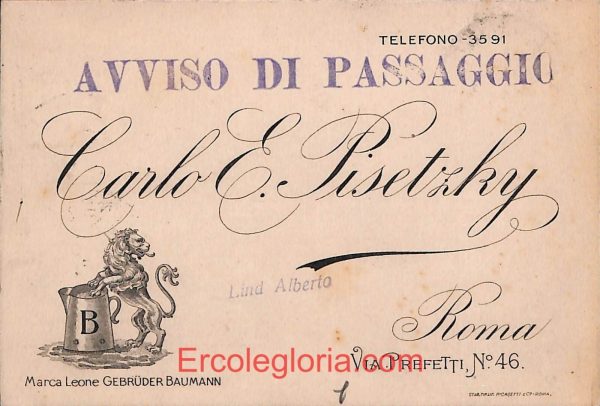 TELEFONO-3591
AVVISO DI PASSAGGIO
Carlo E. Pisetzky
B
Lind Alberto
Roma
VIA PREFETTI, No. 46.
Ercolegloria.com
Marca Leone GEBRÜDER BAUMANN